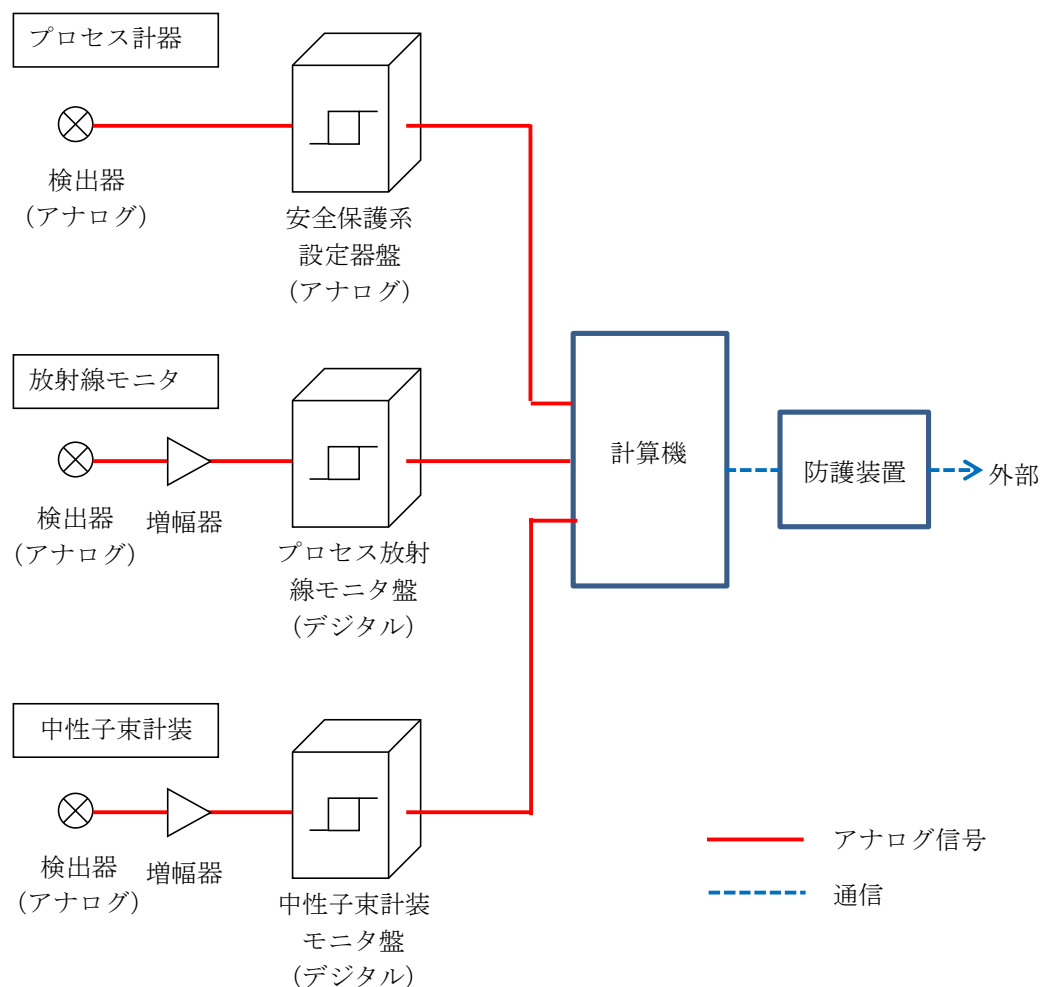 プロセス計器
検出器
（アナログ）
安全保護系
設定器盤
（アナログ）
放射線モニタ
検出器
（アナログ）
増幅器
プロセス放射
線モニタ盤
（デジタル）
中性子束計装
検出器
（アナログ）
増幅器
中性子束計装
モニタ盤
（デジタル）
計算機
防護装置
外部
アナログ信号
通信